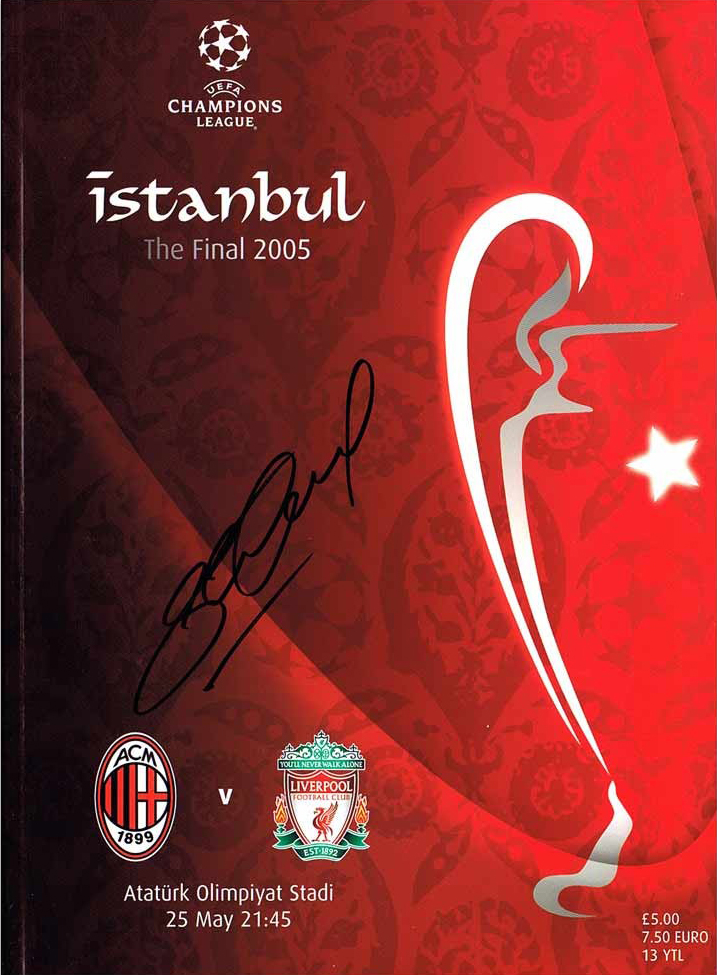 UEFA
CHAMPIONS
LEAGUE®
istanbul
The Final 2005
ACM
1899
v
YOU'LL NEVER WALK ALONE
LIVERPOOL
FOOTBALL CLUB
EST·1892
Atatürk Olimpiyat Stadi
25 May 21:45
£5.00
7.50 EURO
13 YTL